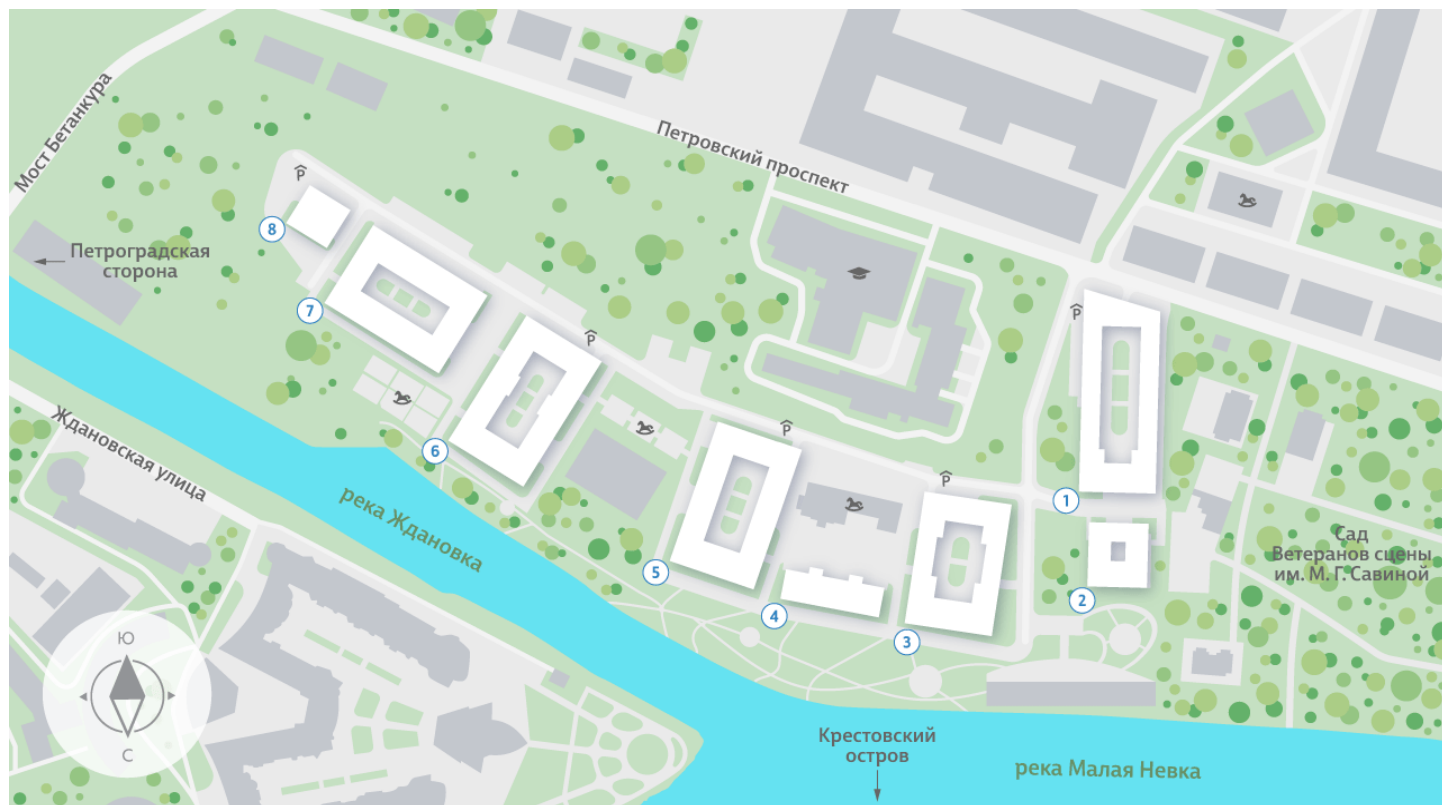 Мост Бетанкура
Петровский проспект
Р
8
Петроградская
сторона
7
Р
Р
6
Ждановская улица
река Ждановка
Р
Р
1
5
4
3
2
Сад
Ветеранов сцены
им. М. Г. Савиной
Ю
С
Крестовский
остров
река Малая Невка